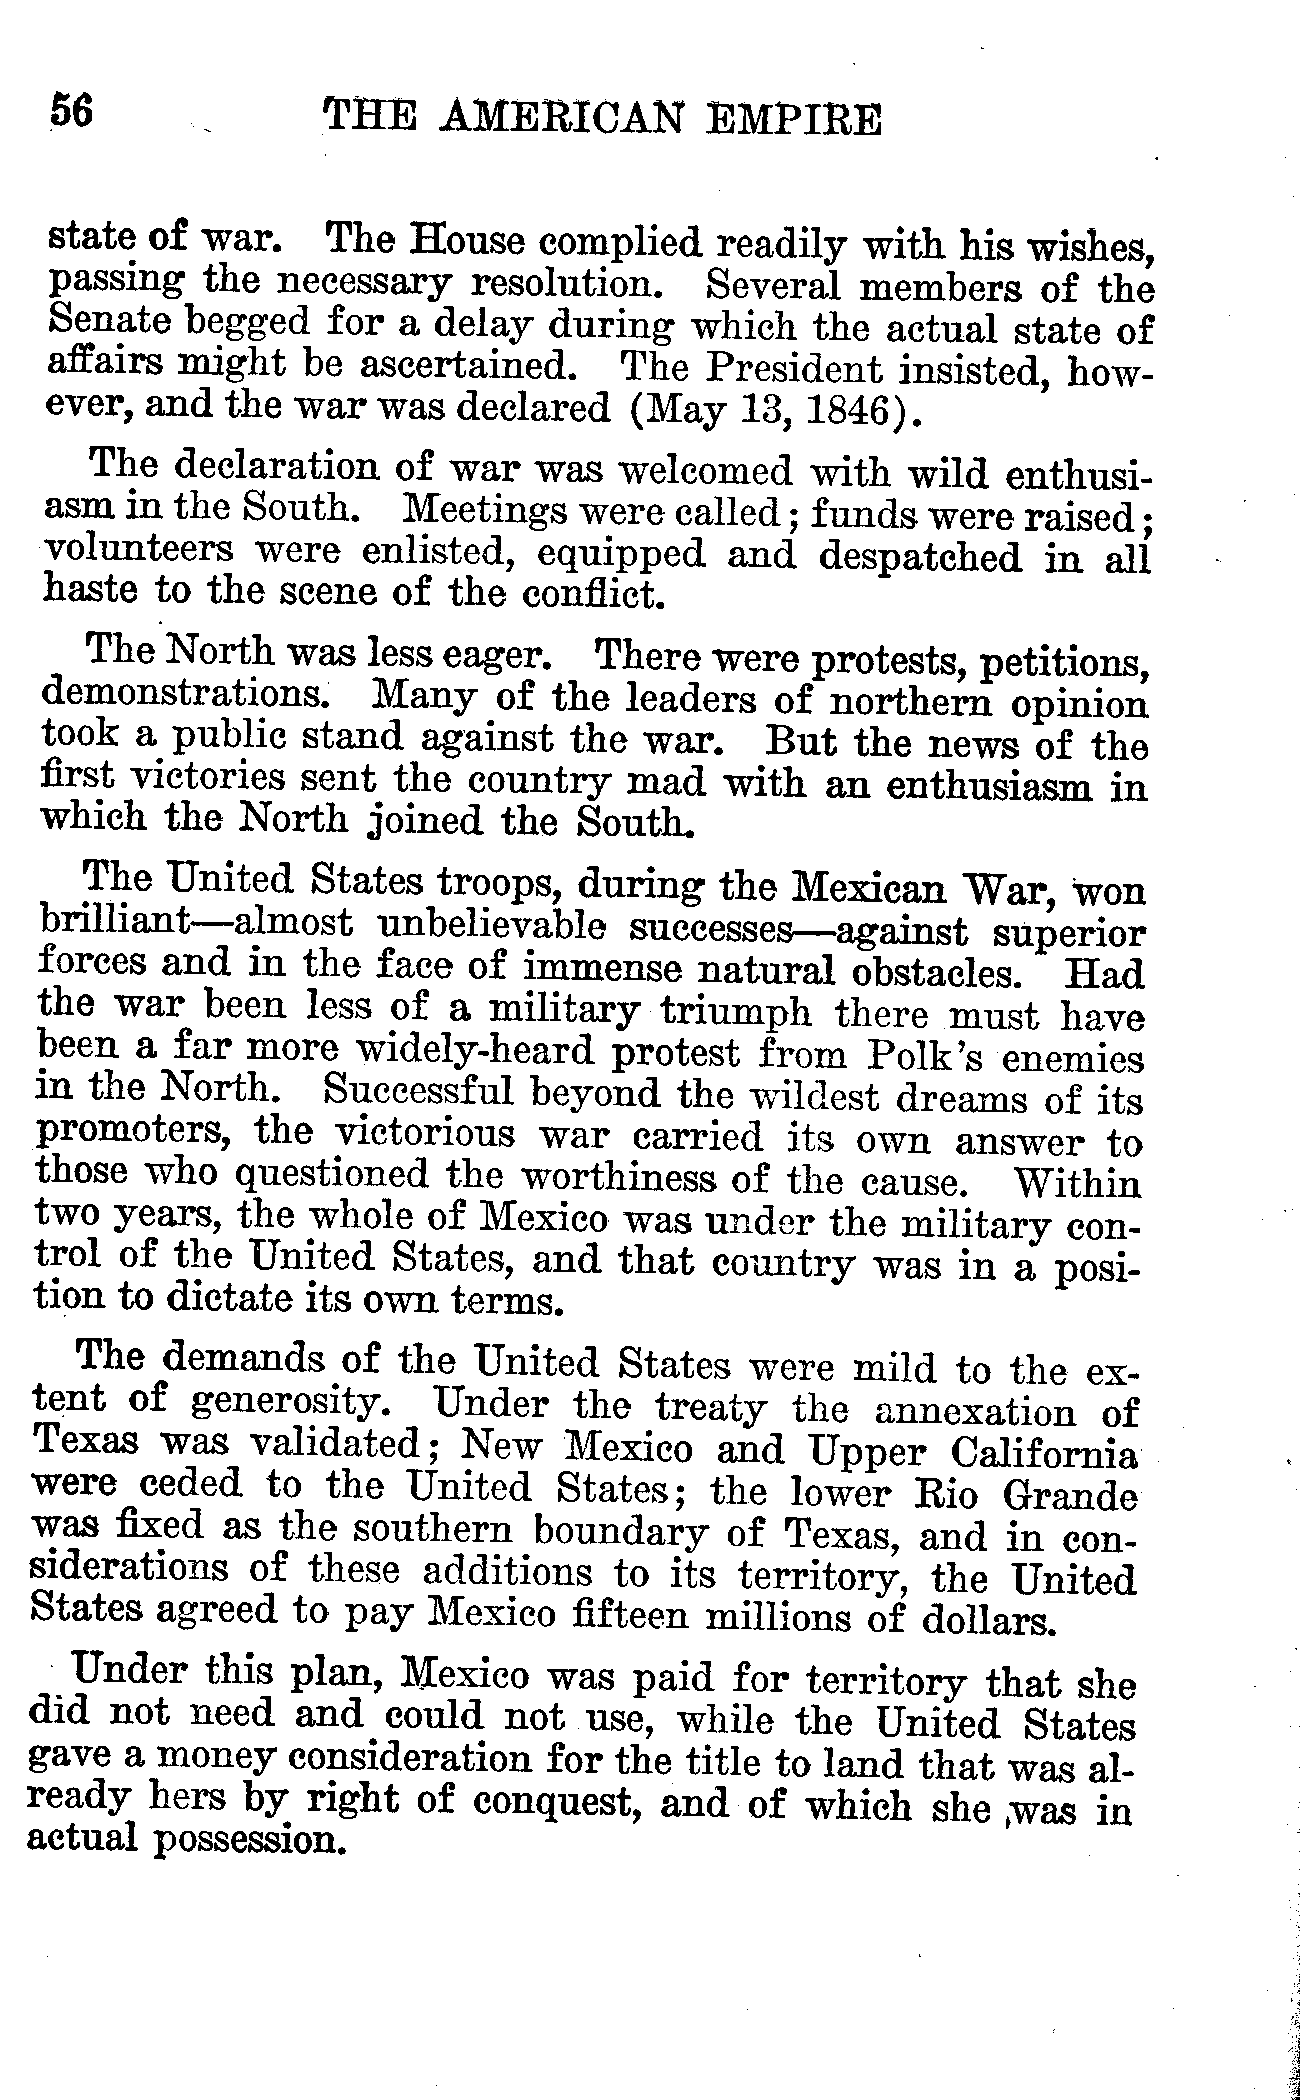 56 THE AMERICAN EMPIRE
state of war. The House complied readily with his wishes,
passing the necessary resolution. Several members of the
Senate begged for a delay during which the actual state of
affairs might be ascertained. The President insisted, how-
ever, and the war was declared (May 13, 1846).
The declaration of war was welcomed with wild enthusi-
asm in the South. Meetings were called; funds were raised;
volunteers were enlisted, equipped and despatched in all
haste to the scene of the conflict.
The North was less eager. There were protests, petitions,
demonstrations. Many of the leaders of northern opinion
took a public stand against the war. But the news of the
first victories sent the country mad with an enthusiasm in
which the North joined the South.
The United States troops, during the Mexican War, won
brilliant—almost unbelievable successes—against superior
forces and in the face of immense natural obstacles. Had
the war been less of a military triumph there must have
been a far more widely-heard protest from Polk's enemies
in the North. Successful beyond the wildest dreams of its
promoters, the victorious war carried its own answer to
those who questioned the worthiness of the cause. Within
two years, the whole of Mexico was under the military con-
trol of the United States, and that country was in a posi-
tion to dictate its own terms.
The demands of the United States were mild to the ex-
tent of generosity. Under the treaty the annexation of
Texas was validated; New Mexico and Upper California
were ceded to the United States; the lower Rio Grande
was fixed as the southern boundary of Texas, and in con-
siderations of these additions to its territory, the United
States agreed to pay Mexico fifteen millions of dollars.
Under this plan, Mexico was paid for territory that she
did not need and could not use, while the United States
gave a money consideration for the title to land that was al-
ready hers by right of conquest, and of which she was in
actual possession.